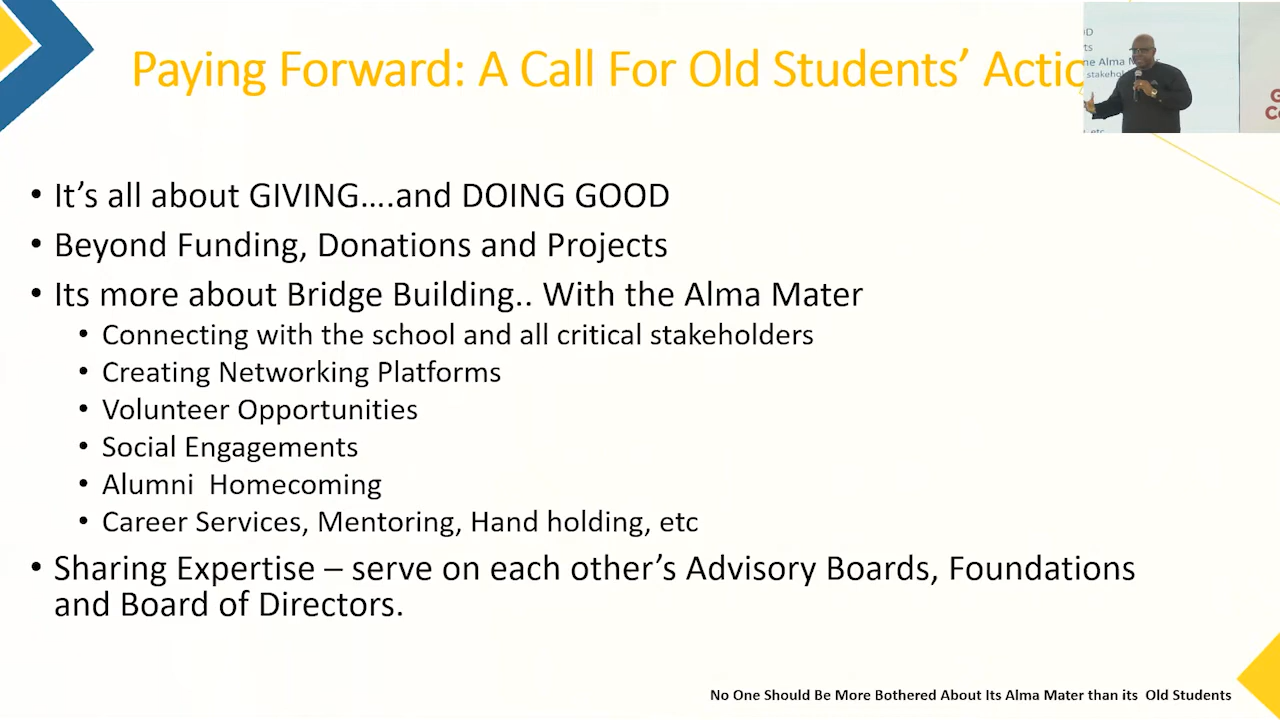 Paying Forward: A Call For Old Students’ Actio
• It’s all about GIVING….and DOING GOOD
• Beyond Funding, Donations and Projects
• Its more about Bridge Building.. With the Alma Mater
• Connecting with the school and all critical stakeholders
• Creating Networking Platforms
• Volunteer Opportunities
• Social Engagements
• Alumni  Homecoming
• Career Services, Mentoring, Hand holding, etc
• Sharing Expertise – serve on each other’s Advisory Boards, Foundations
and Board of Directors.
No One Should Be More Bothered About Its Alma Mater than its  Old Students